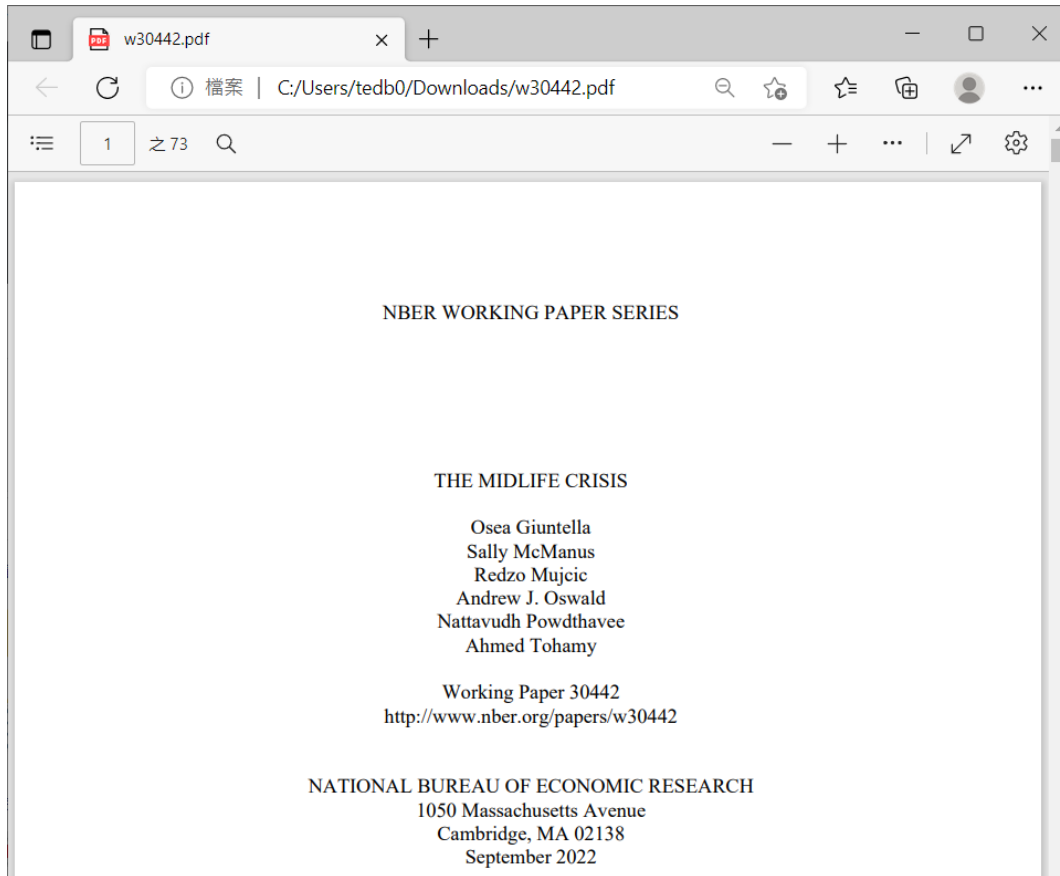 w30442.pdf
檔案 | C:/Users/tedb0/Downloads/w30442.pdf
1 之 73
NBER WORKING PAPER SERIES
THE MIDLIFE CRISIS
Osea Giuntella
Sally McManus
Redzo Mujcic
Andrew J. Oswald
Nattavudh Powdthavee
Ahmed Tohamy
Working Paper 30442
http://www.nber.org/papers/w30442
NATIONAL BUREAU OF ECONOMIC RESEARCH
1050 Massachusetts Avenue
Cambridge, MA 02138
September 2022